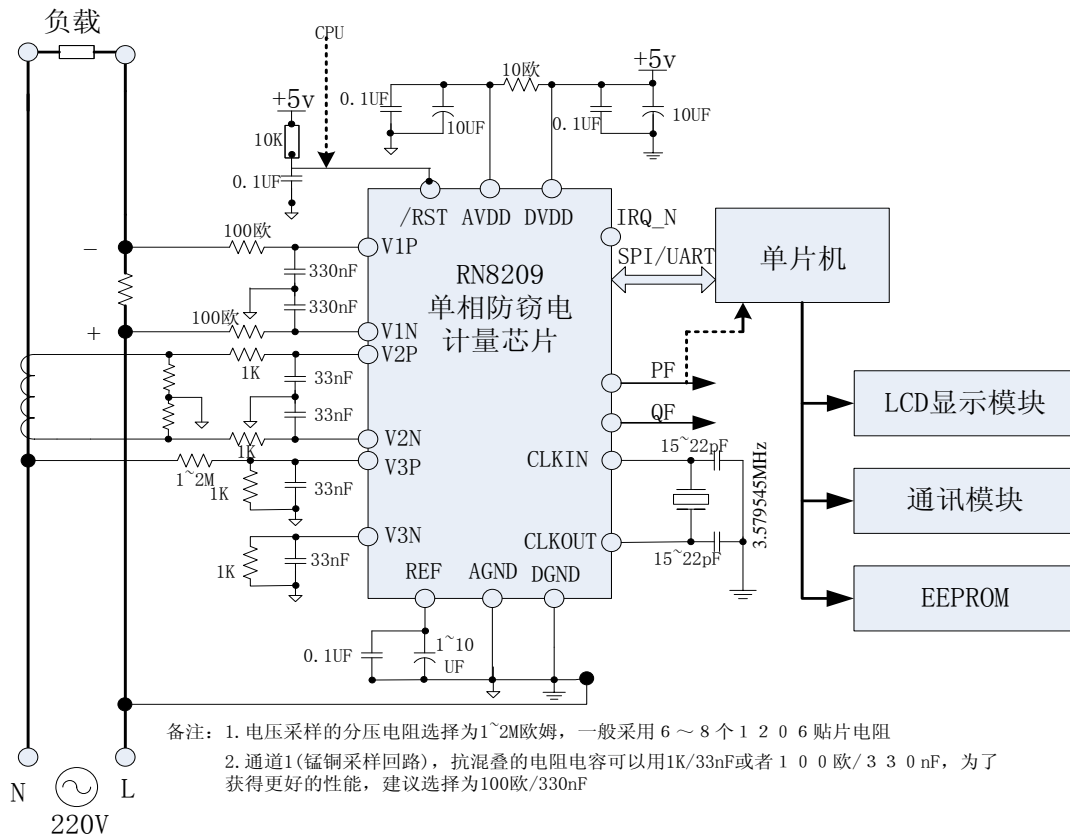 负载
CPU
+5v
10K
0.1UF
0.1UF
10UF
10欧
+5v
0.1UF
10UF
/RST AVDD DVDD
IRQ_N
SPI/UART
单片机
RN8209
单相防窃电
计量芯片
−
100欧
V1P
330nF
330nF
+
100欧
V1N
V2P
1K
33nF
33nF
V2N
1K
V3P
1~2M
1K
33nF
V3N
1K
33nF
PF
QF
CLKIN
15~22pF
3.579545MHz
CLKOUT
15~22pF
LCD显示模块
通讯模块
EEPROM
REF AGND DGND
0.1UF
1~10
UF
备注: 1.电压采样的分压电阻选择为1~2M欧姆，一般采用６～８个１２０６贴片电阻
2.通道1(锰铜采样回路)，抗混叠的电阻电容可以用1K/33nF或者１００欧/３３０nF，为了
获得更好的性能，建议选择为100欧/330nF
N
L
220V